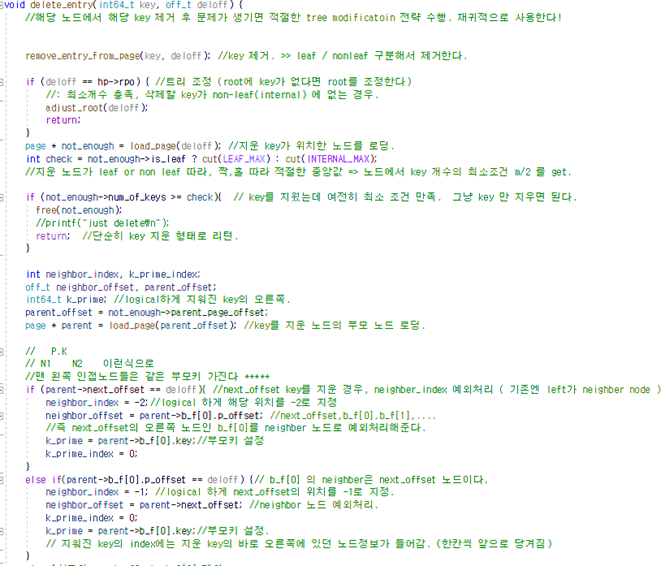 void delete_entry(int64_t key, off_t deloff) {
//해당 노드에서 해당 key 제거 후 문제가 생기면 적절한 tree modificatoin 전략 수행. 재귀적으로 사용한다!
remove_entry_from_page(key, deloff); //key 제거. >> leaf / nonleaf 구분해서 제거한다.
if (deloff == hp->rpo) { //트리 조정 (root에 key가 없다면 root를 조정한다)
//: 최소개수 충족, 삭제할 key가 non-leaf(internal) 에 없는 경우.
adjust_root(deloff);
return;
}
page * not_enough = load_page(deloff); //지운 key가 위치한 노드를 로딩.
int check = not_enough->is_leaf ? cut(LEAF_MAX) : cut(INTERNAL_MAX);
//지운 노드가 leaf or non leaf 따라, 짝,홀 따라 적절한 중앙값 => 노드에서 key 개수의 최소조건 m/2 를 get.
if (not_enough->num_of_keys >= check){ // key를 지웠는데 여전히 최소 조건 만족. 그냥 key 만 지우면 된다.
free(not_enough);
//printf("just delete₩n");
return; //단순히 key 지운 형태로 리턴.
}
int neighbor_index, k_prime_index;
off_t neighbor_offset, parent_offset;
int64_t k_prime; //logical하게 지워진 key의 오른쪽.
parent_offset = not_enough->parent_page_offset;
page * parent = load_page(parent_offset); //key를 지운 노드의 부모 노드 로딩.
// P.K
// N1 N2 이런식으로
//맨 왼쪽 인접노드들은 같은 부모키 가진다 *****
if (parent->next_offset == deloff){ //next_offset key를 지운 경우, neighber_index 예외처리 ( 기존엔 left가 neighber node )
neighbor_index = -2;//logical 하게 해당 위치를 -2로 지정
neighbor_offset = parent->b_f[0].p_offset; //next_offset,b_f[0],b_f[1],....
//즉 next_offset의 오른쪽 노드인 b_f[0]를 neighber 노드로 예외처리해준다.
k_prime = parent->b_f[0].key;//부모키 설정
k_prime_index = 0;
}
else if(parent->b_f[0].p_offset == deloff) {// b_f[0] 의 neighber은 next_offset 노드이다.
neighbor_index = -1; //logical 하게 next_offset의 위치를 -1로 지정.
neighbor_offset = parent->next_offset; //neighber 노드 예외처리.
k_prime_index = 0;
k_prime = parent->b_f[0].key;//부모키 설정.
// 지워진 key의 index에는 지운 key의 바로 오른쪽에 있던 노드정보가 들어감. (한칸씩 앞으로 당겨짐)
}